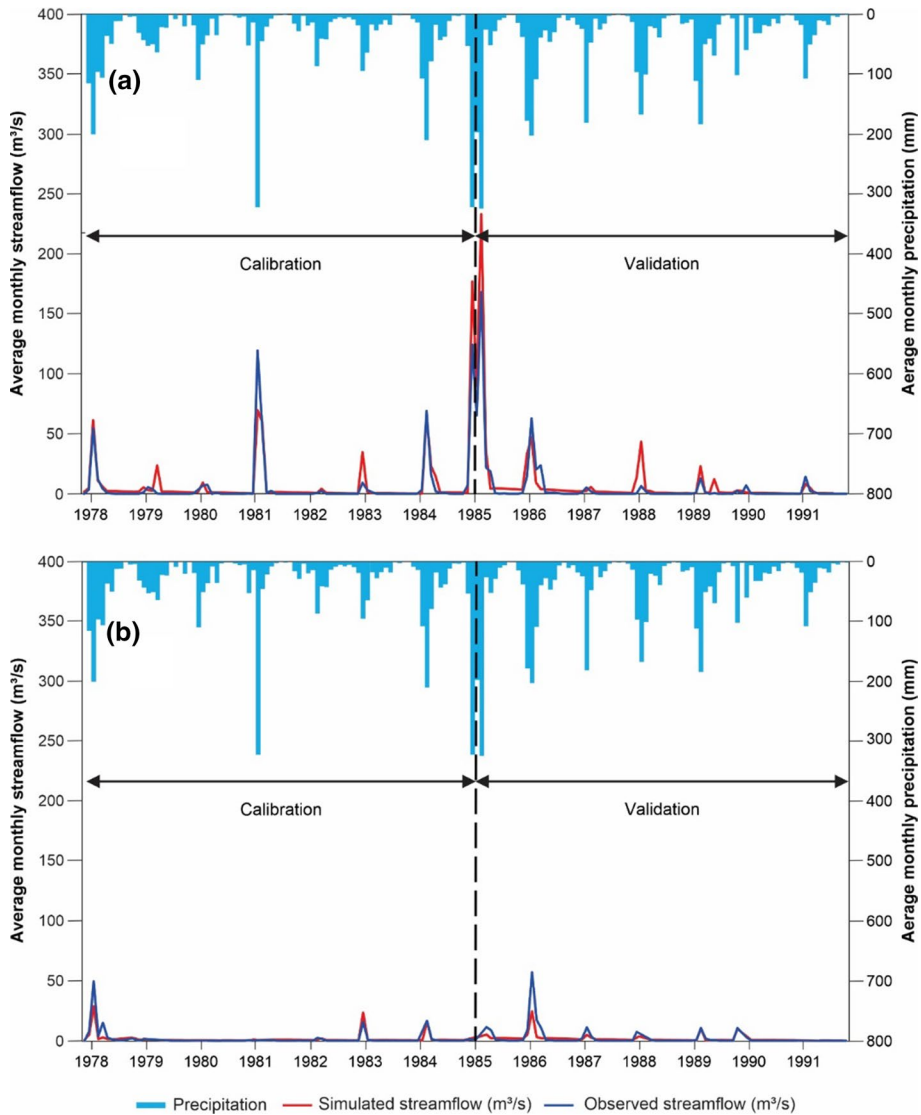 400
350
300
250
200
150
100
50
0
Average monthly streamflow (m³/s)
(a)
Calibration
Validation
0
100
200
300
400
500
600
700
800
Aerage monthly precipitation (mm)
1978 1979 1980 1981 1982 1983 1984 1985 1986 1987 1988 1989 1990 1991
400
350
300
250
200
150
100
50
0
Average monthly streamflow (m³/s)
(b)
Calibration
Validation
0
100
200
300
400
500
600
700
800
Aerage monthly precipitation (mm)
1978 1979 1980 1981 1982 1983 1984 1985 1986 1987 1988 1989 1990 1991
Precipitation Simulated streamflow (m³/s) Observed streamflow (m³/s)